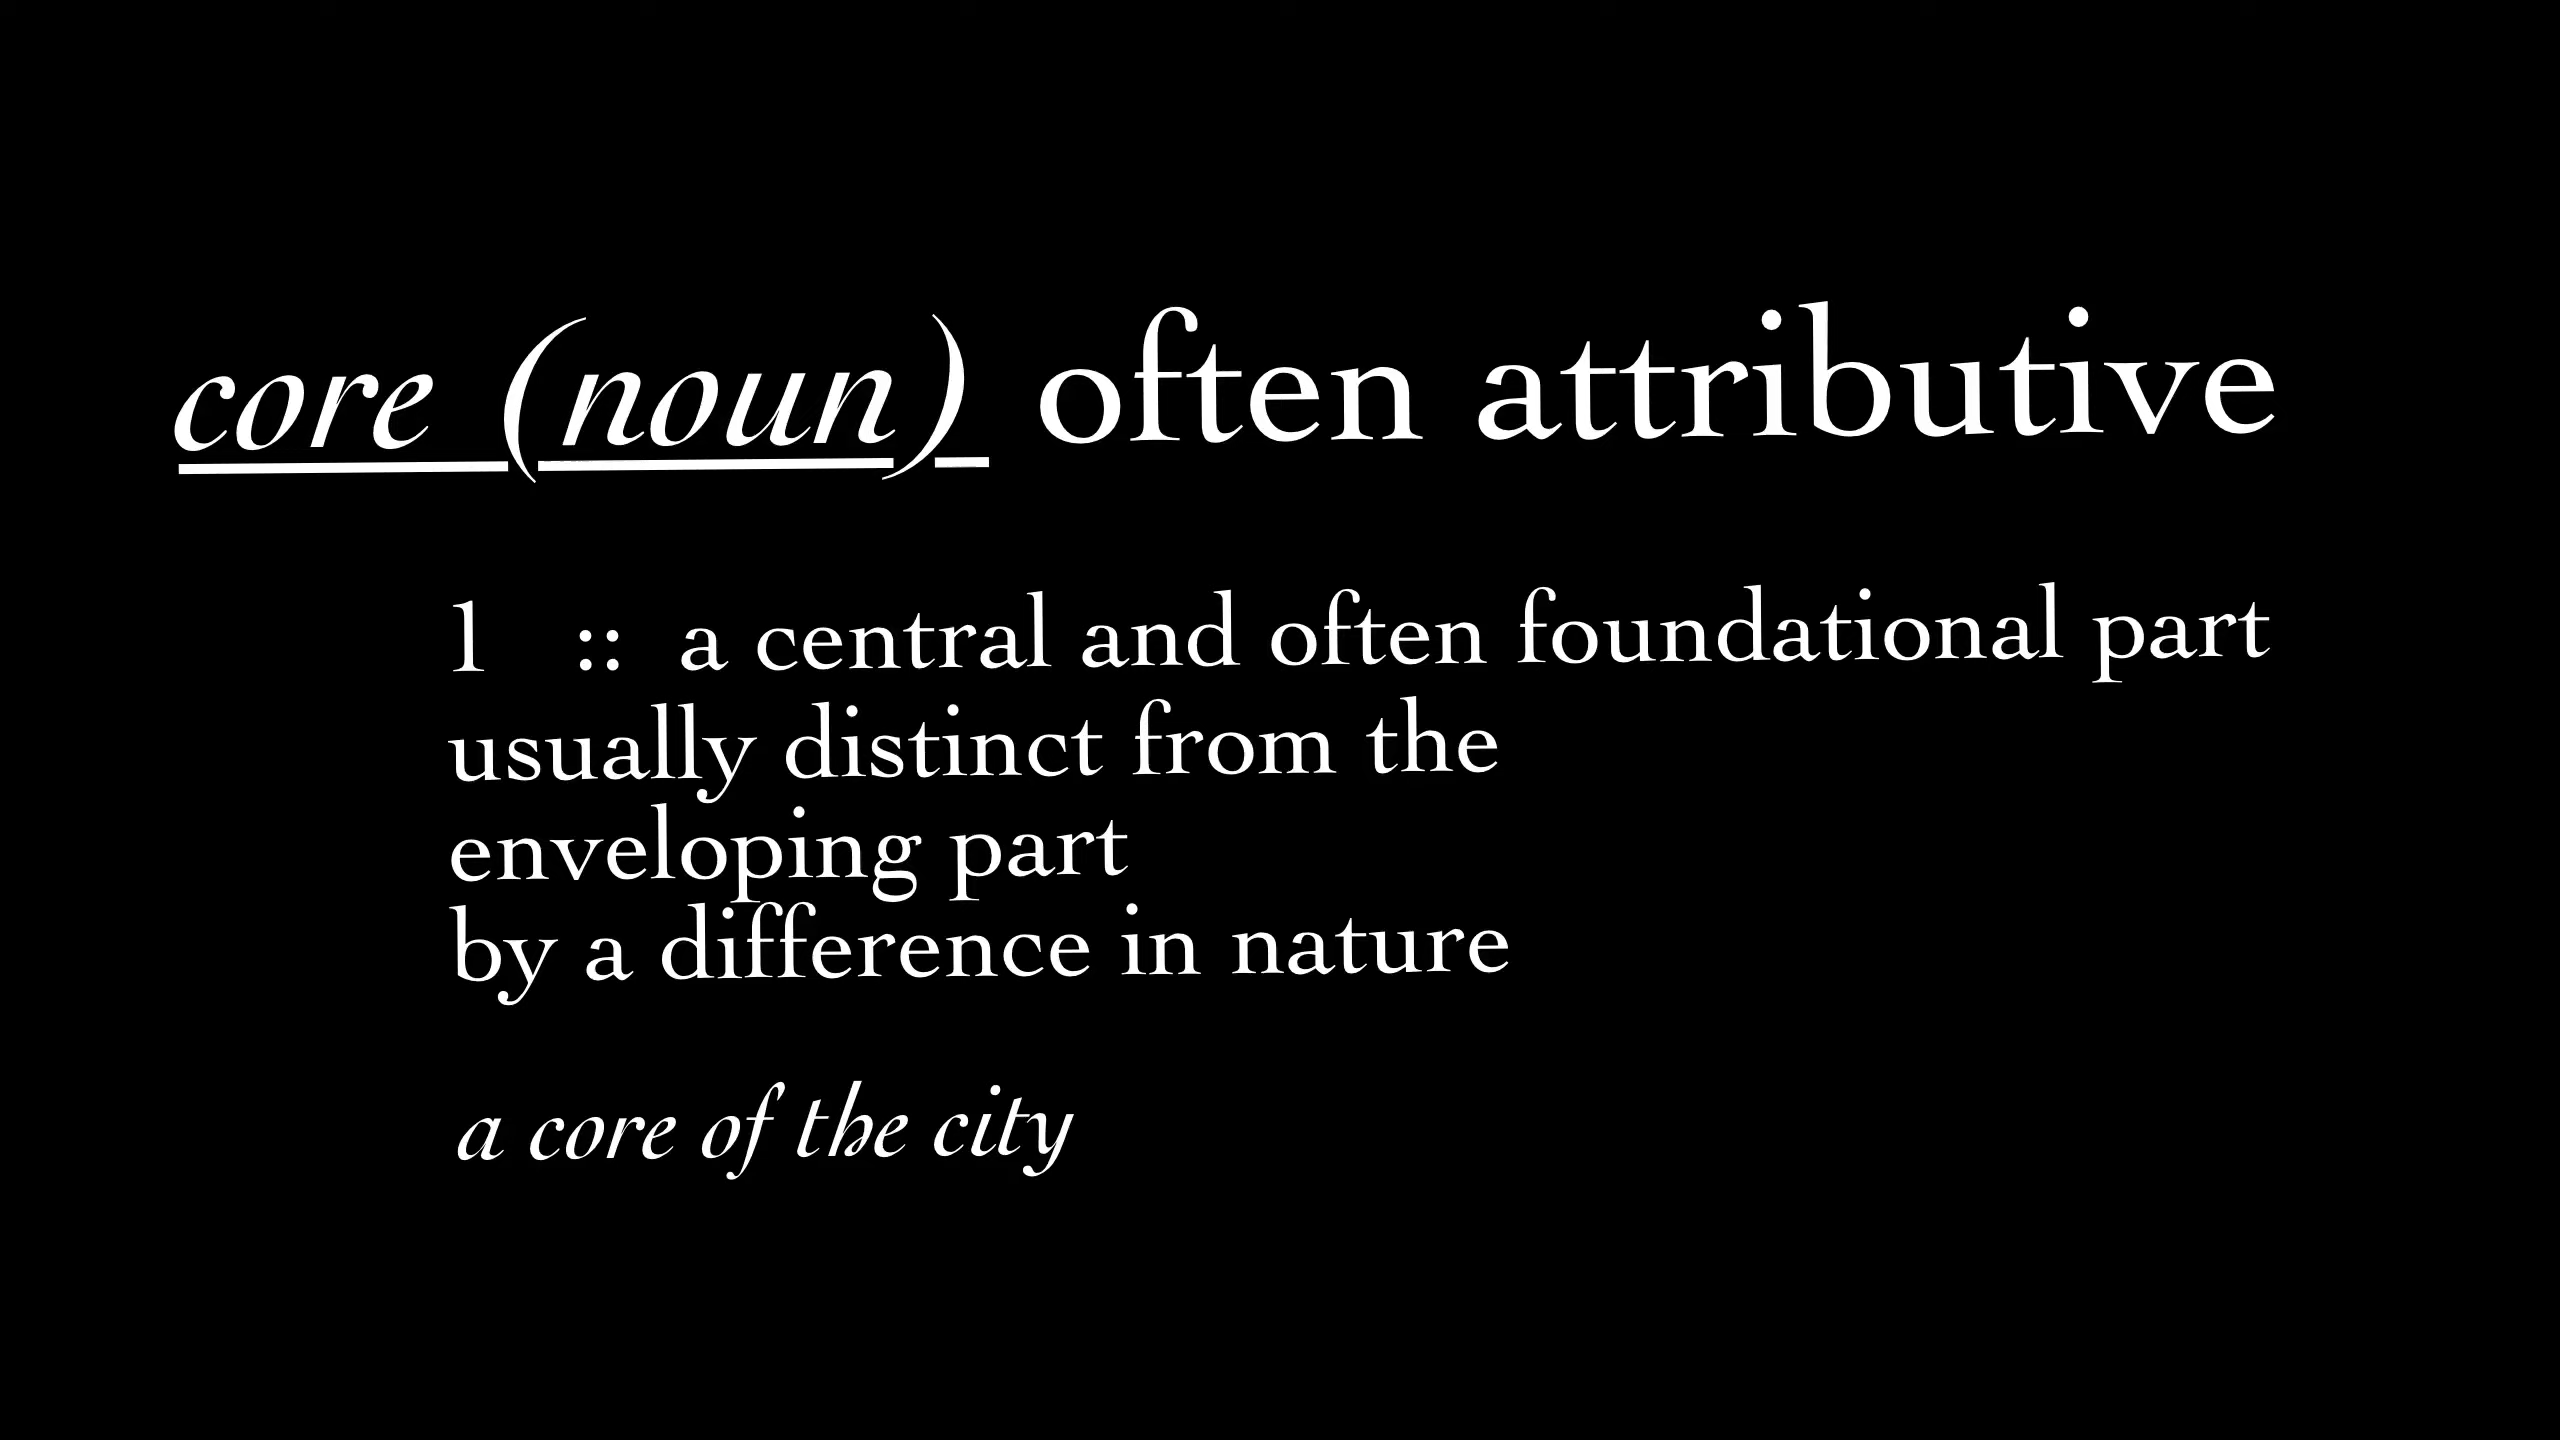 core (noun) often attributive
1 :: a central and often foundational part
usually distinct from the
enveloping part
by a difference in nature
a core of the city